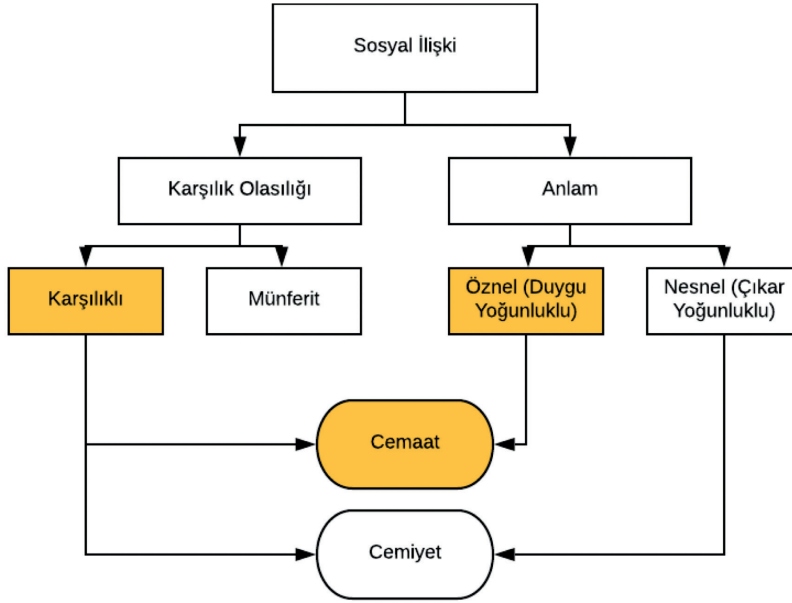 Sosyal İlişki
Karşılık Olasılığı
Anlam
Karşılıklı
Münferit
Öznel (Duygu
Yoğunluklu)
Nesnel (Çıkar
Yoğunluklu)
Cemaat
Cemiyet